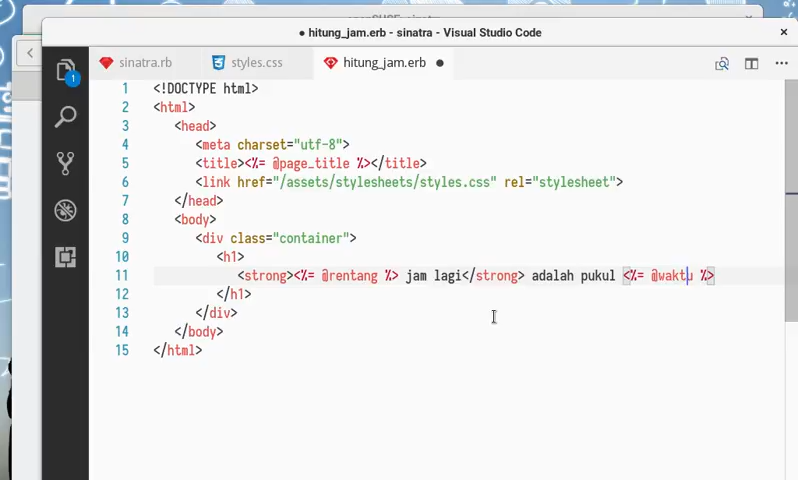 ● hitung_jam.erb - sinatra - Visual Studio Code
×
sinatra.rb
styles.css
hitung_jam.erb ●
1
1 <!DOCTYPE html>
2 <html>
3 <head>
4 <meta charset="utf-8">
5 <title><%= @page_title %></title>
6 <link href="/assets/stylesheets/styles.css" rel="stylesheet">
7 </head>
8 <body>
9 <div class="container">
10 <h1>
11 <strong><%= @rentang %> jam lagi</strong> adalah pukul <%= @waktu %>
12 </h1>
13 </div>
14 </body>
15 </html>